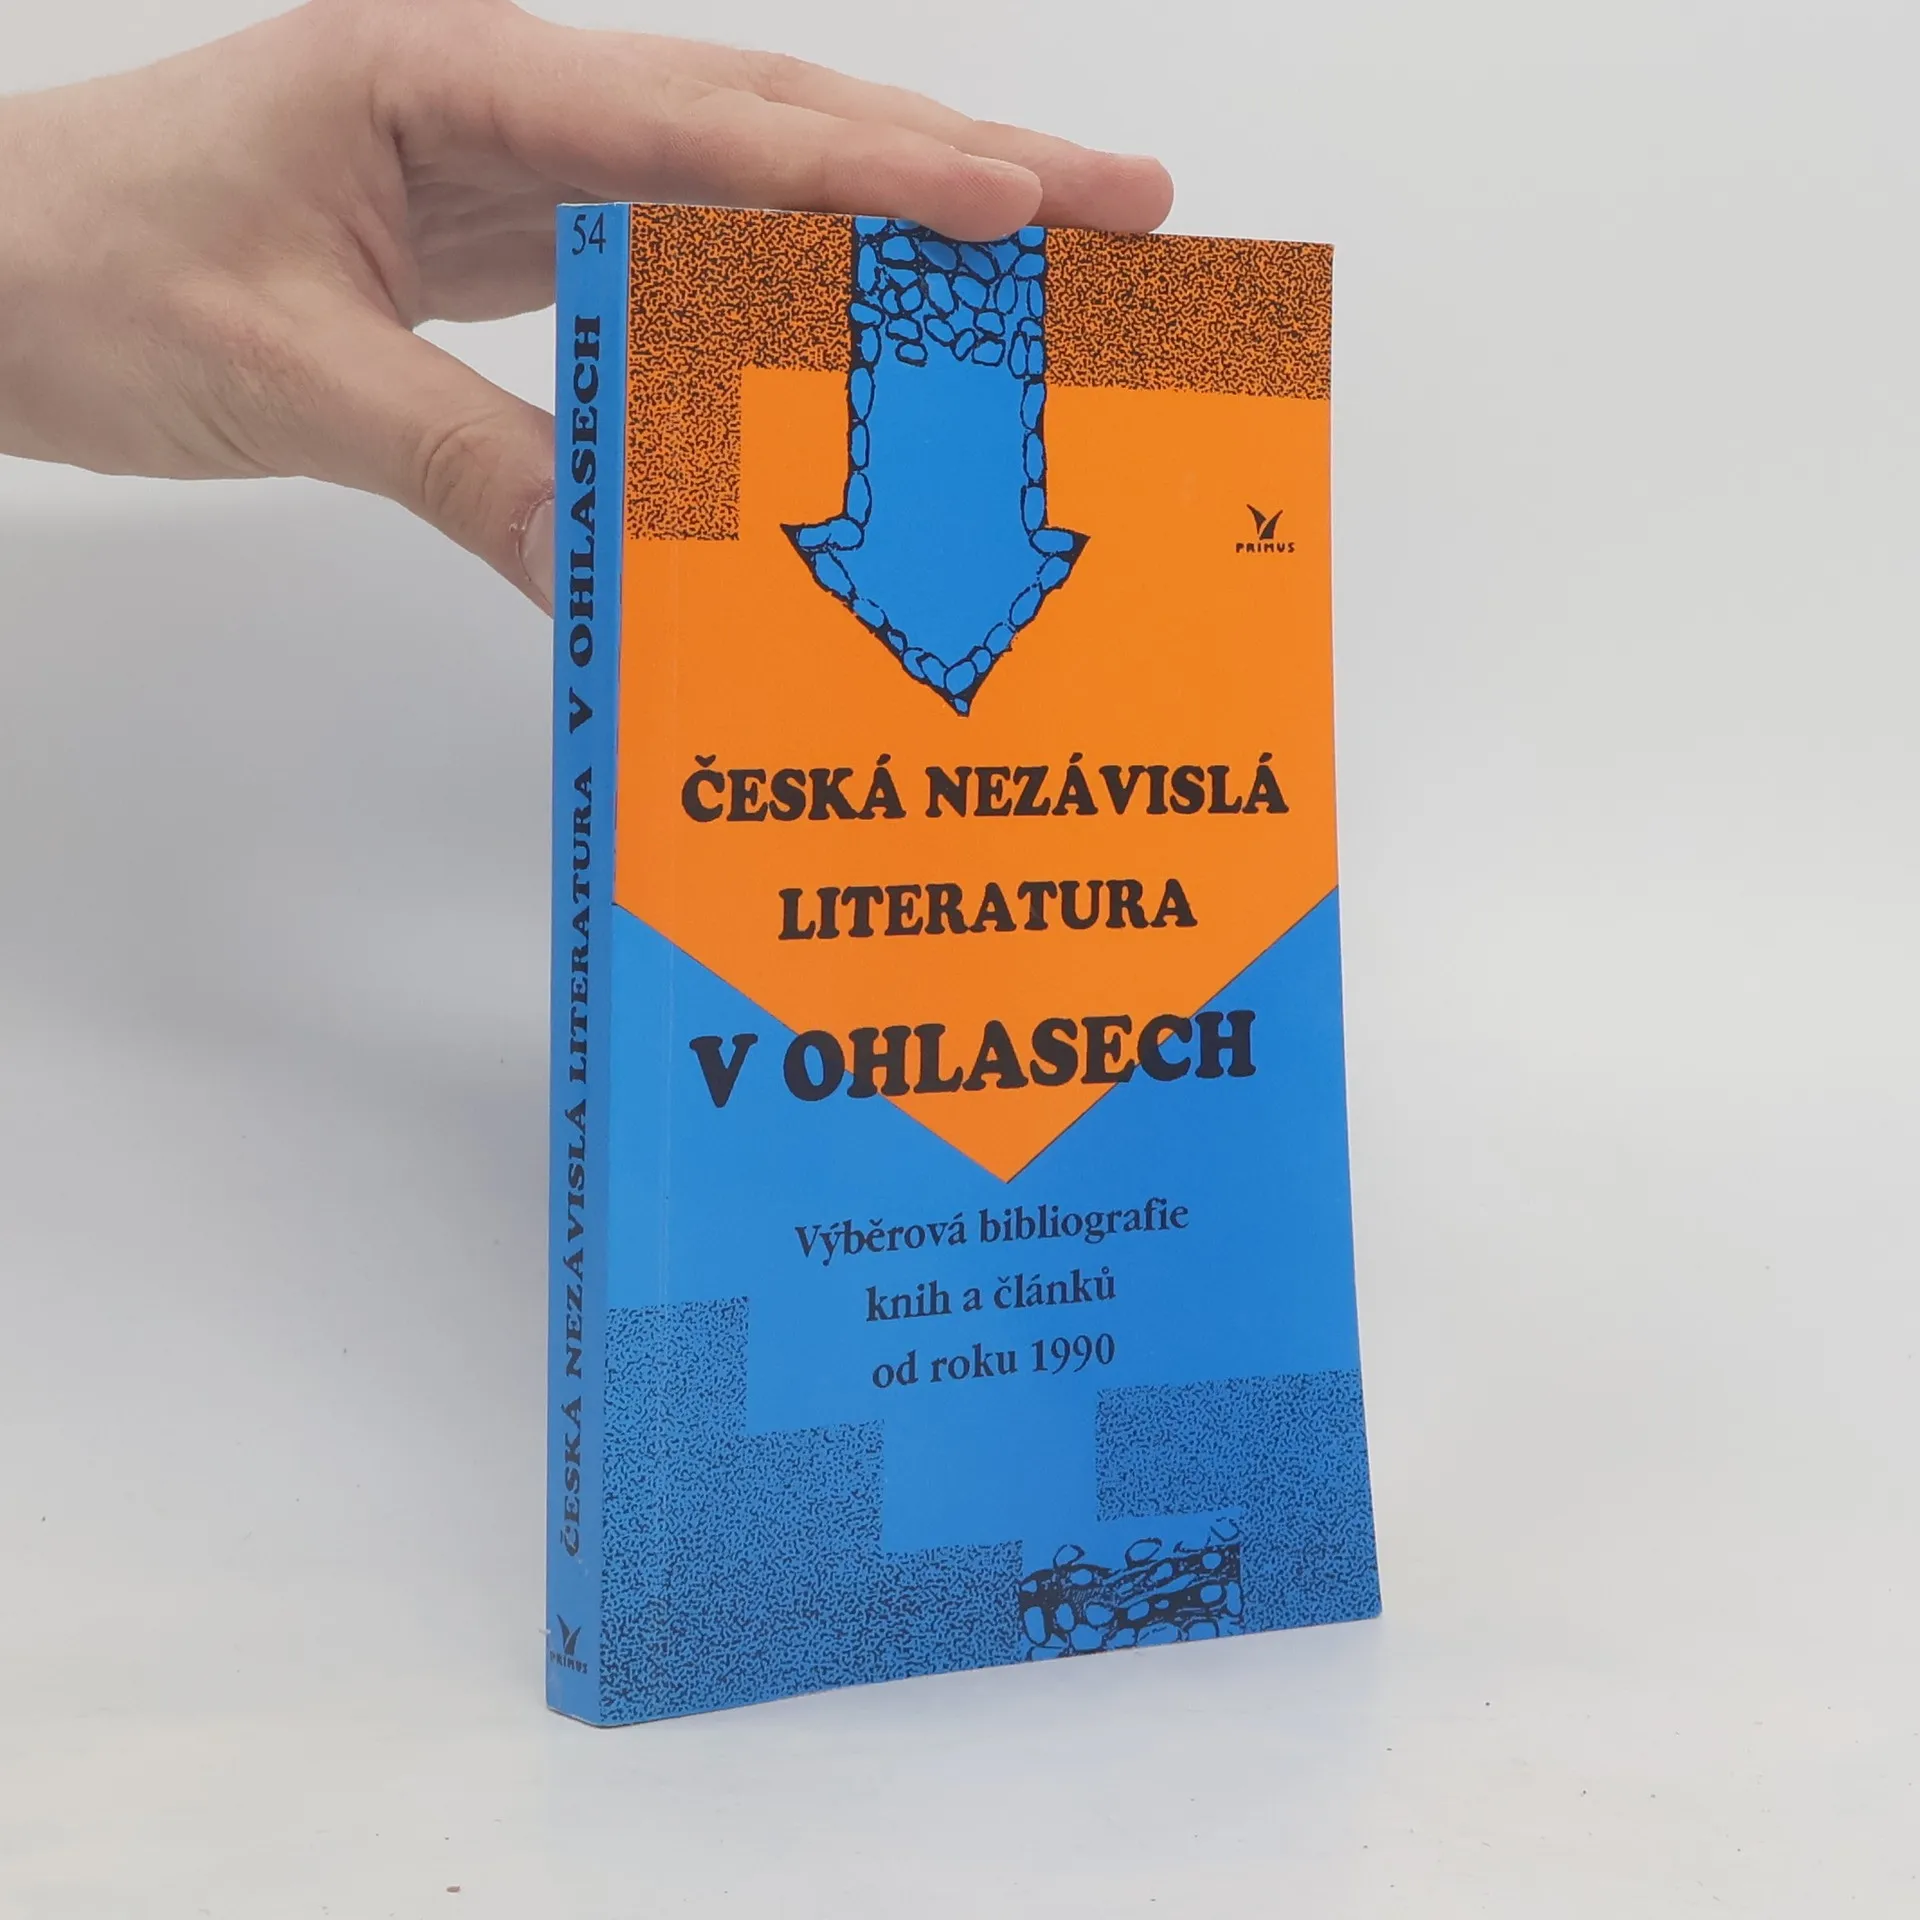 54
ČESKÁ NEZÁVISLÁ LITERATURA V OHLASECH
PRIMUS
PRIMUS
ČESKÁ NEZÁVISLÁ
LITERATURA
V OHLASECH
Výběrová bibliografie
knih a článků
od roku 1990